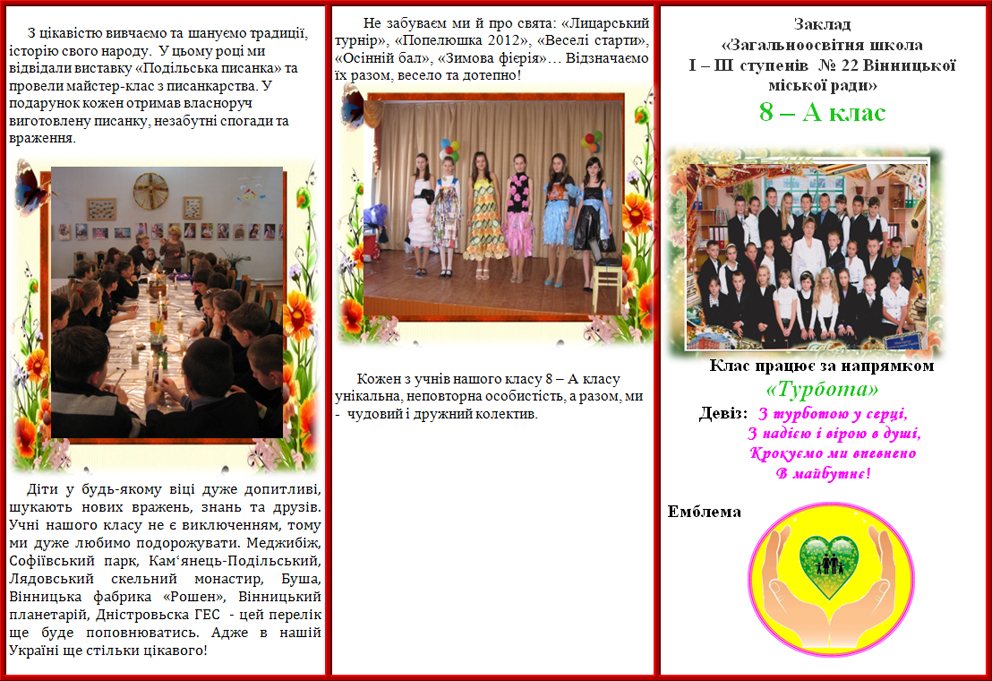 З цікавістю вивчаємо та шануємо традиції,
історію свого народу. У цьому році ми
відвідали виставку «Подільська писанка» та
провели майстер-клас з писанкарства. У
подарунок кожен отримав власноруч
виготовлену писанку, незабутні спогади та
враження.
Діти у будь-якому віці дуже допитливі,
шукають нових вражень, знань та друзів.
Учні нашого класу не є виключенням, тому
ми дуже любимо подорожувати. Меджибіж,
Софіївський парк, Кам‘янець-Подільський,
Лядовський скельний монастир, Буша,
Вінницька фабрика «Рошен», Вінницький
планетарій, Дністровьска ГЕС - цей перелік
ще буде поповнюватись. Адже в нашій
Україні ще стільки цікавого!
Не забуваєм ми й про свята: «Лицарський
турнір», «Попелюшка 2012», «Веселі старти»,
«Осінній бал», «Зимова фієрія»… Відзначаємо
їх разом, весело та дотепно!
Кожен з учнів нашого класу 8 – А класу
унікальна, неповторна особистість, а разом, ми
- чудовий і дружний колектив.
Заклад
«Загальноосвітня школа
І – ІІІ ступенів № 22 Вінницької
міської ради»
8 – А клас
Клас працює за напрямком
«Турбота»
Девіз: З турботою у серці,
З надією і вірою в душі,
Крокуємо ми впевнено
В майбутнє!
Емблема